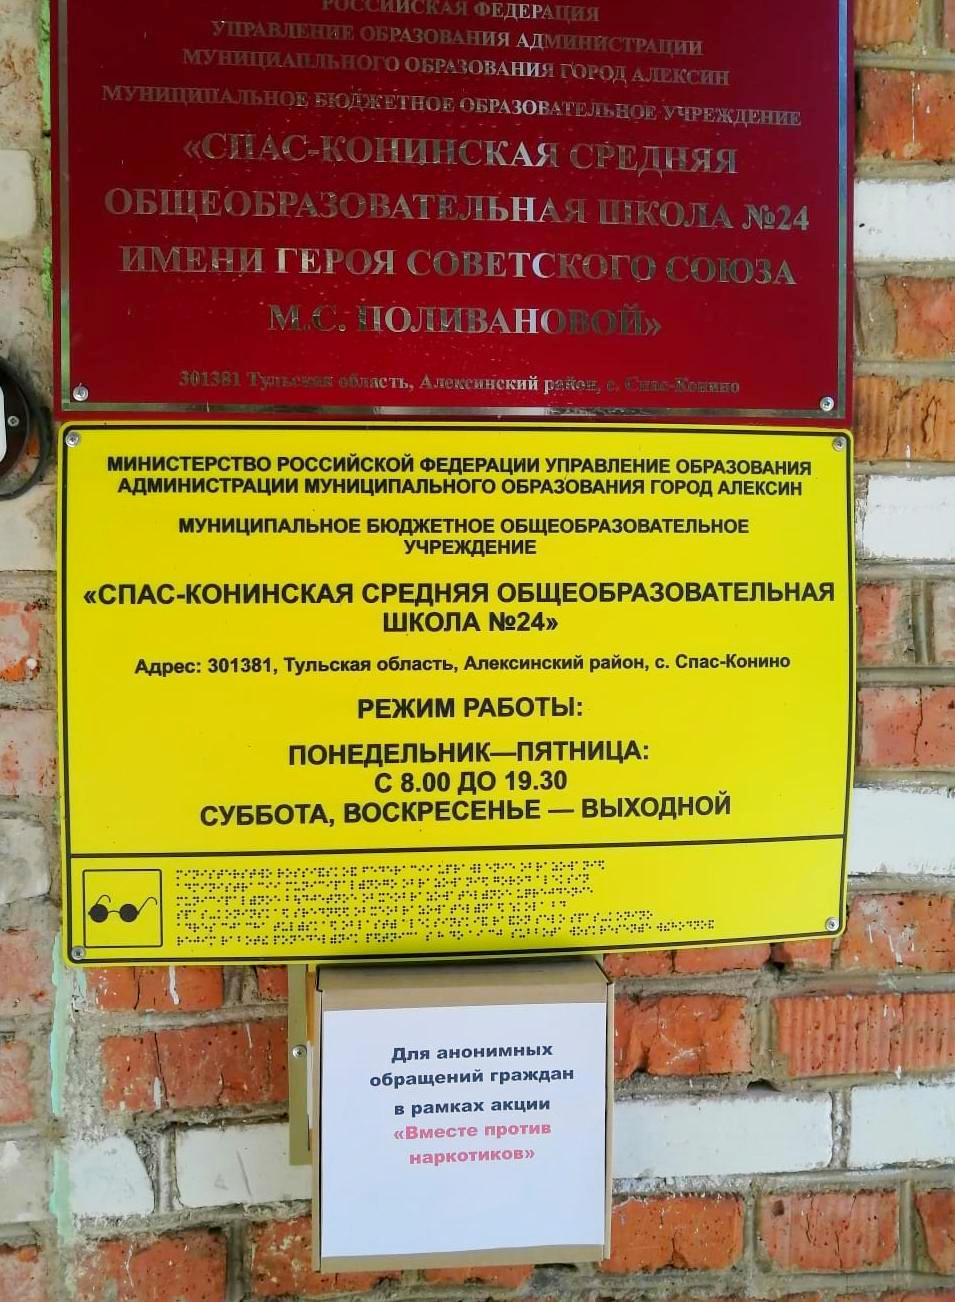 РОССИЙСКАЯ ФЕДЕРАЦИЯ
УПРАВЛЕНИЕ ОБРАЗОВАНИЯ АДМИНИСТРАЦИИ
МУНИЦИАПЛЬНОГО ОБРАЗОВАНИЯ ГОРОД АЛЕКСИН
МУНИЦИПАЛЬНОЕ БЮДЖЕТНОЕ ОБРАЗОВАТЕЛЬНОЕ УЧРЕЖДЕНИЕ
«СПАС-КОНИНСКАЯ СРЕДНЯЯ
ОБЩЕОБРАЗОВАТЕЛЬНАЯ ШКОЛА №24
ИМЕНИ ГЕРОЯ СОВЕТСКОГО СОЮЗА
М.С. ПОЛИВАНОВОЙ»
301381 Тульская область, Алексинский район, с. Спас-Конино
МИНИСТЕРСТВО РОССИЙСКОЙ ФЕДЕРАЦИИ УПРАВЛЕНИЕ ОБРАЗОВАНИЯ
АДМИНИСТРАЦИИ МУНИЦИПАЛЬНОГО ОБРАЗОВАНИЯ ГОРОД АЛЕКСИН
МУНИЦИПАЛЬНОЕ БЮДЖЕТНОЕ ОБЩЕОБРАЗОВАТЕЛЬНОЕ
УЧРЕЖДЕНИЕ
«СПАС-КОНИНСКАЯ СРЕДНЯЯ ОБЩЕОБРАЗОВАТЕЛЬНАЯ
ШКОЛА №24»
Адрес: 301381, Тульская область, Алексинский район, с. Спас-Конино
РЕЖИМ РАБОТЫ:
ПОНЕДЕЛЬНИК—ПЯТНИЦА:
С 8.00 ДО 19.30
СУББОТА, ВОСКРЕСЕНЬЕ — ВЫХОДНОЙ
Для анонимных
обращений граждан
в рамках акции
«Вместе против
наркотиков»